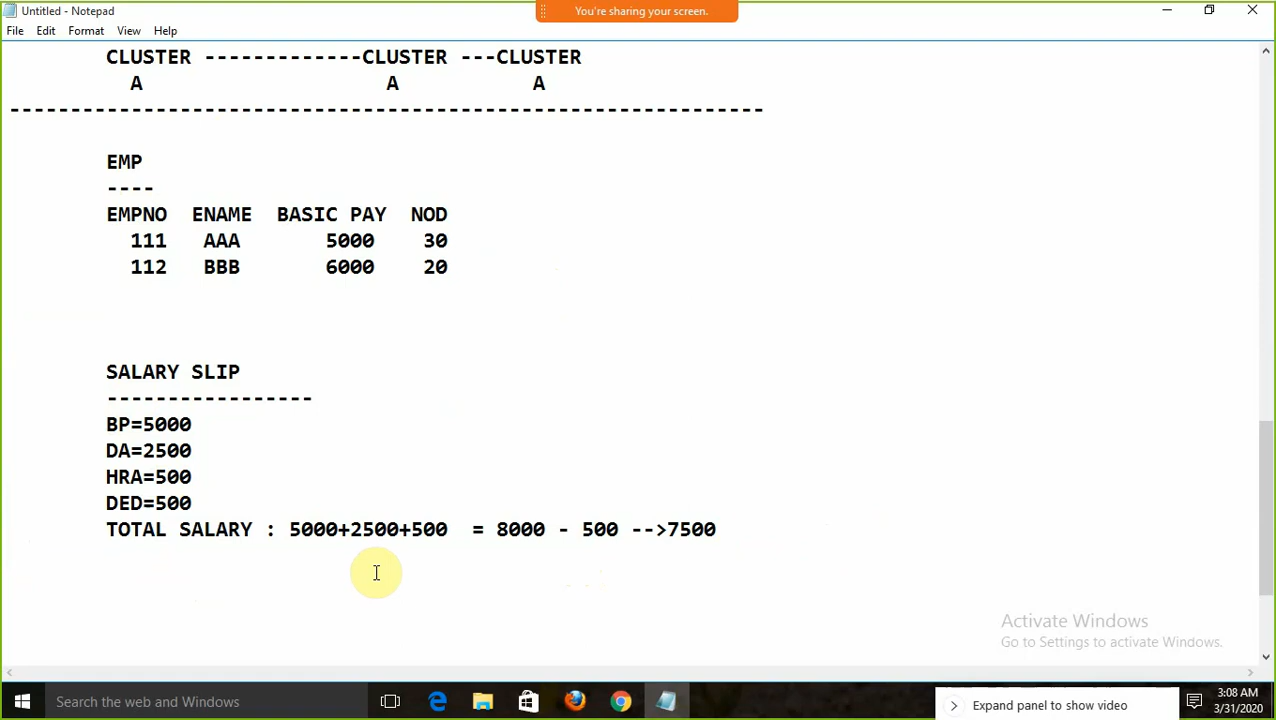 Untitled - Notepad
You're sharing your screen.
File Edit Format View Help
CLUSTER -------------CLUSTER ---CLUSTER
A A A
--------------------------------------------------------------
EMP
----
EMPNO ENAME BASIC PAY NOD
111 AAA 5000 30
112 BBB 6000 20
SALARY SLIP
-----------------
BP=5000
DA=2500
HRA=500
DED=500
TOTAL SALARY : 5000+2500+500 = 8000 - 500 -->7500
Activate Windows
Go to Settings to activate Windows.
Search the web and Windows
Expand panel to show video
3:08 AM
3/31/2020